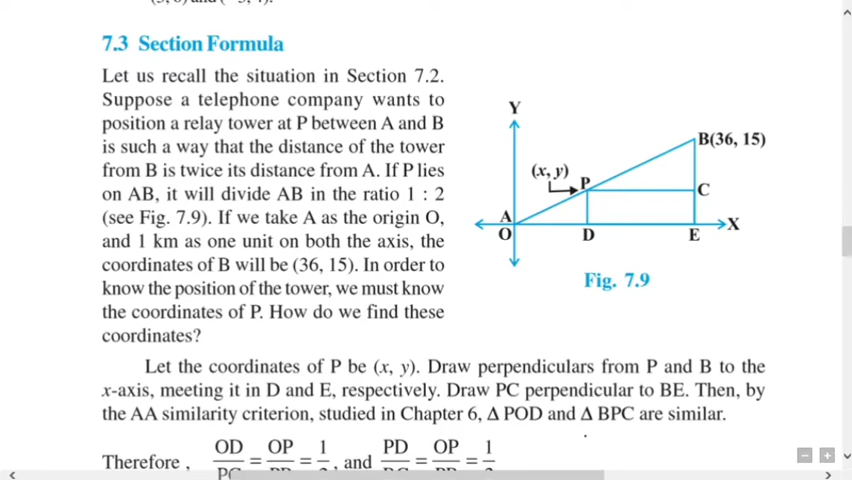 7.3 Section Formula
Let us recall the situation in Section 7.2.
Suppose a telephone company wants to
position a relay tower at P between A and B
is such a way that the distance of the tower
from B is twice its distance from A. If P lies
on AB, it will divide AB in the ratio 1 : 2
(see Fig. 7.9). If we take A as the origin O,
and 1 km as one unit on both the axis, the
coordinates of B will be (36, 15). In order to
know the position of the tower, we must know
the coordinates of P. How do we find these
coordinates?
Y
B(36, 15)
(x, y)
P
C
A
X
O
D
E
Fig. 7.9
Let the coordinates of P be (x, y). Draw perpendiculars from P and B to the
x-axis, meeting it in D and E, respectively. Draw PC perpendicular to BE. Then, by
the AA similarity criterion, studied in Chapter 6, Δ POD and Δ BPC are similar.
Therefore , OD/PC = OP = 1 , and PD = OP = 1